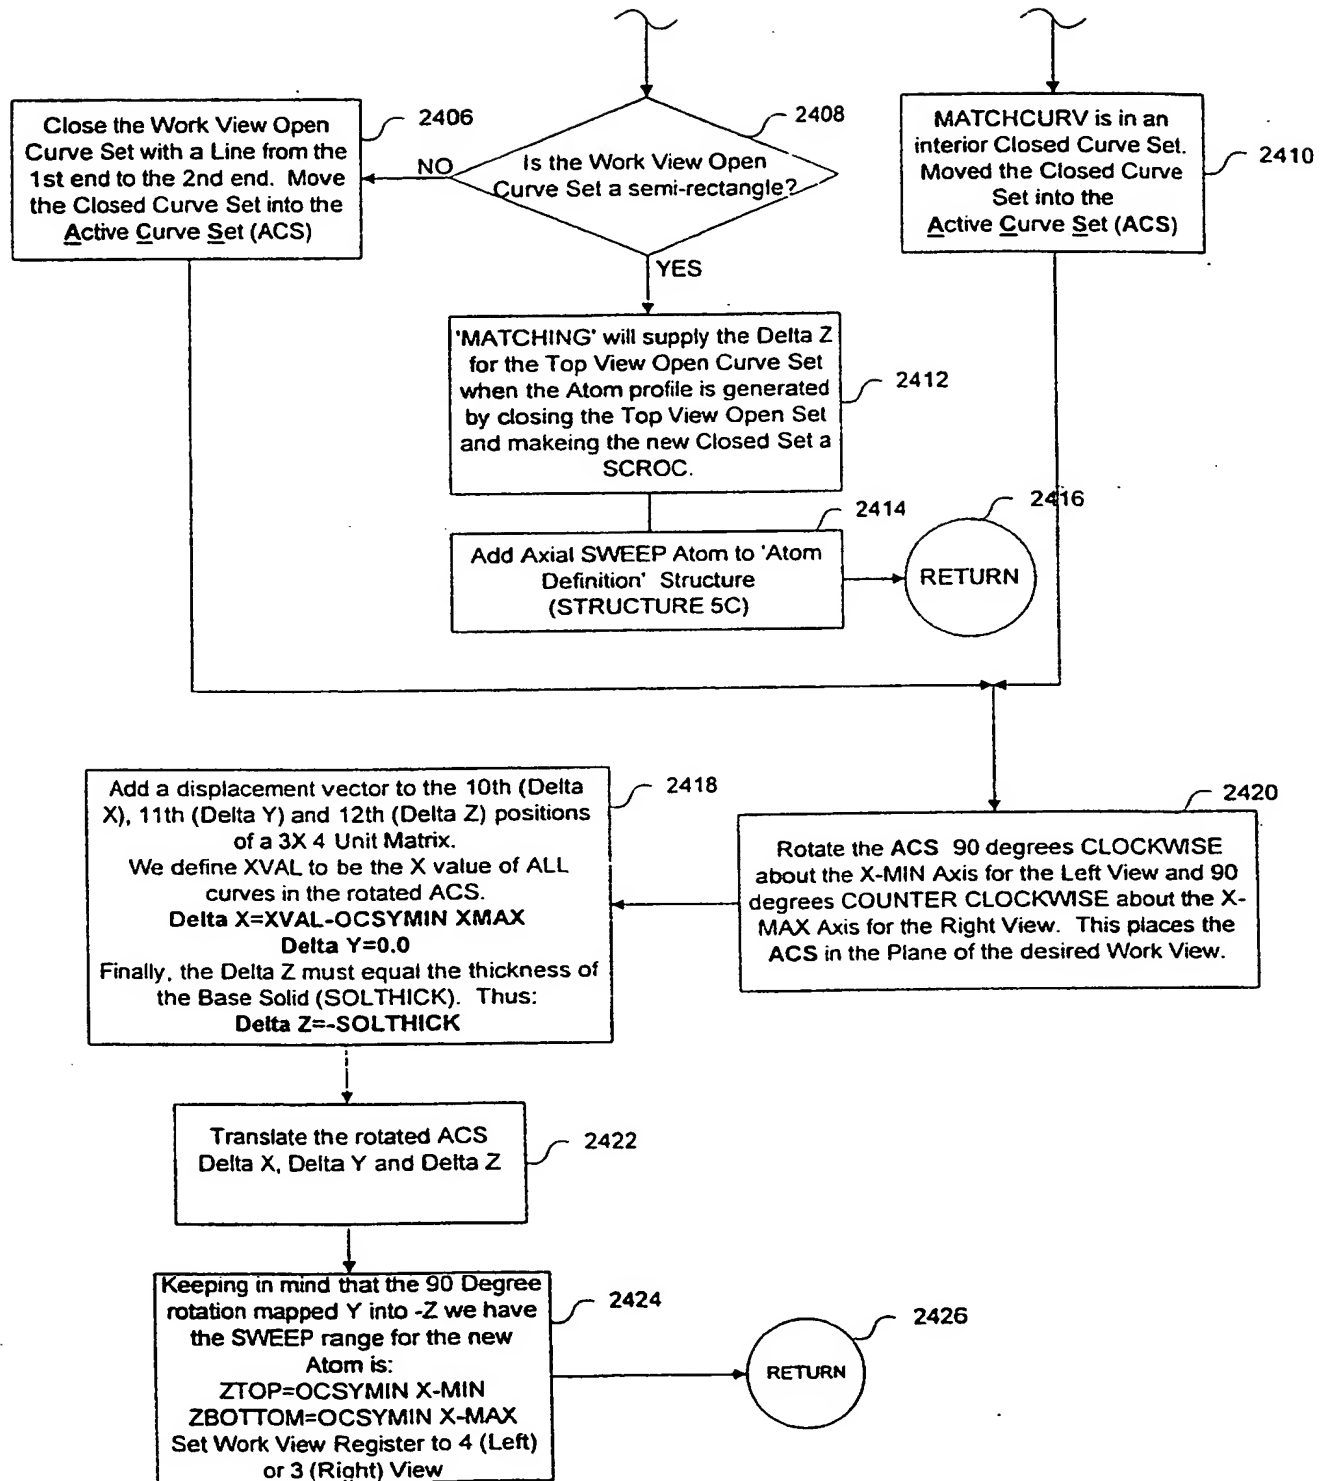 Close the Work View Open
Curve Set with a Line from the
1st end to the 2nd end. Move
the Closed Curve Set into the
Active Curve Set (ACS)
2406
NO
Is the Work View Open
Curve Set a semi-rectangle?
2408
YES
MATCHCURV is in an
interior Closed Curve Set.
Moved the Closed Curve
Set into the
Active Curve Set (ACS)
2410
'MATCHING' will supply the Delta Z
for the Top View Open Curve Set
when the Atom profile is generated
by closing the Top View Open Set
and makeing the new Closed Set a
SCROC.
2412
Add Axial SWEEP Atom to 'Atom
Definition' Structure
(STRUCTURE 5C)
2414
RETURN
2416
Add a displacement vector to the 10th (Delta
X), 11th (Delta Y) and 12th (Delta Z) positions
of a 3X 4 Unit Matrix.
We define XVAL to be the X value of ALL
curves in the rotated ACS.
Delta X=XVAL-OCSYMIN XMAX
Delta Y=0.0
Finally, the Delta Z must equal the thickness of
the Base Solid (SOLTHICK). Thus:
Delta Z=-SOLTHICK
2418
Rotate the ACS 90 degrees CLOCKWISE
about the X-MIN Axis for the Left View and 90
degrees COUNTER CLOCKWISE about the X-
MAX Axis for the Right View. This places the
ACS in the Plane of the desired Work View.
2420
Translate the rotated ACS
Delta X, Delta Y and Delta Z
2422
Keeping in mind that the 90 Degree
rotation mapped Y into -Z we have
the SWEEP range for the new
Atom is:
ZTOP=OCSYMIN X-MIN
ZBOTTOM=OCSYMIN X-MAX
Set Work View Register to 4 (Left)
or 3 (Right) View
2424
RETURN
2426